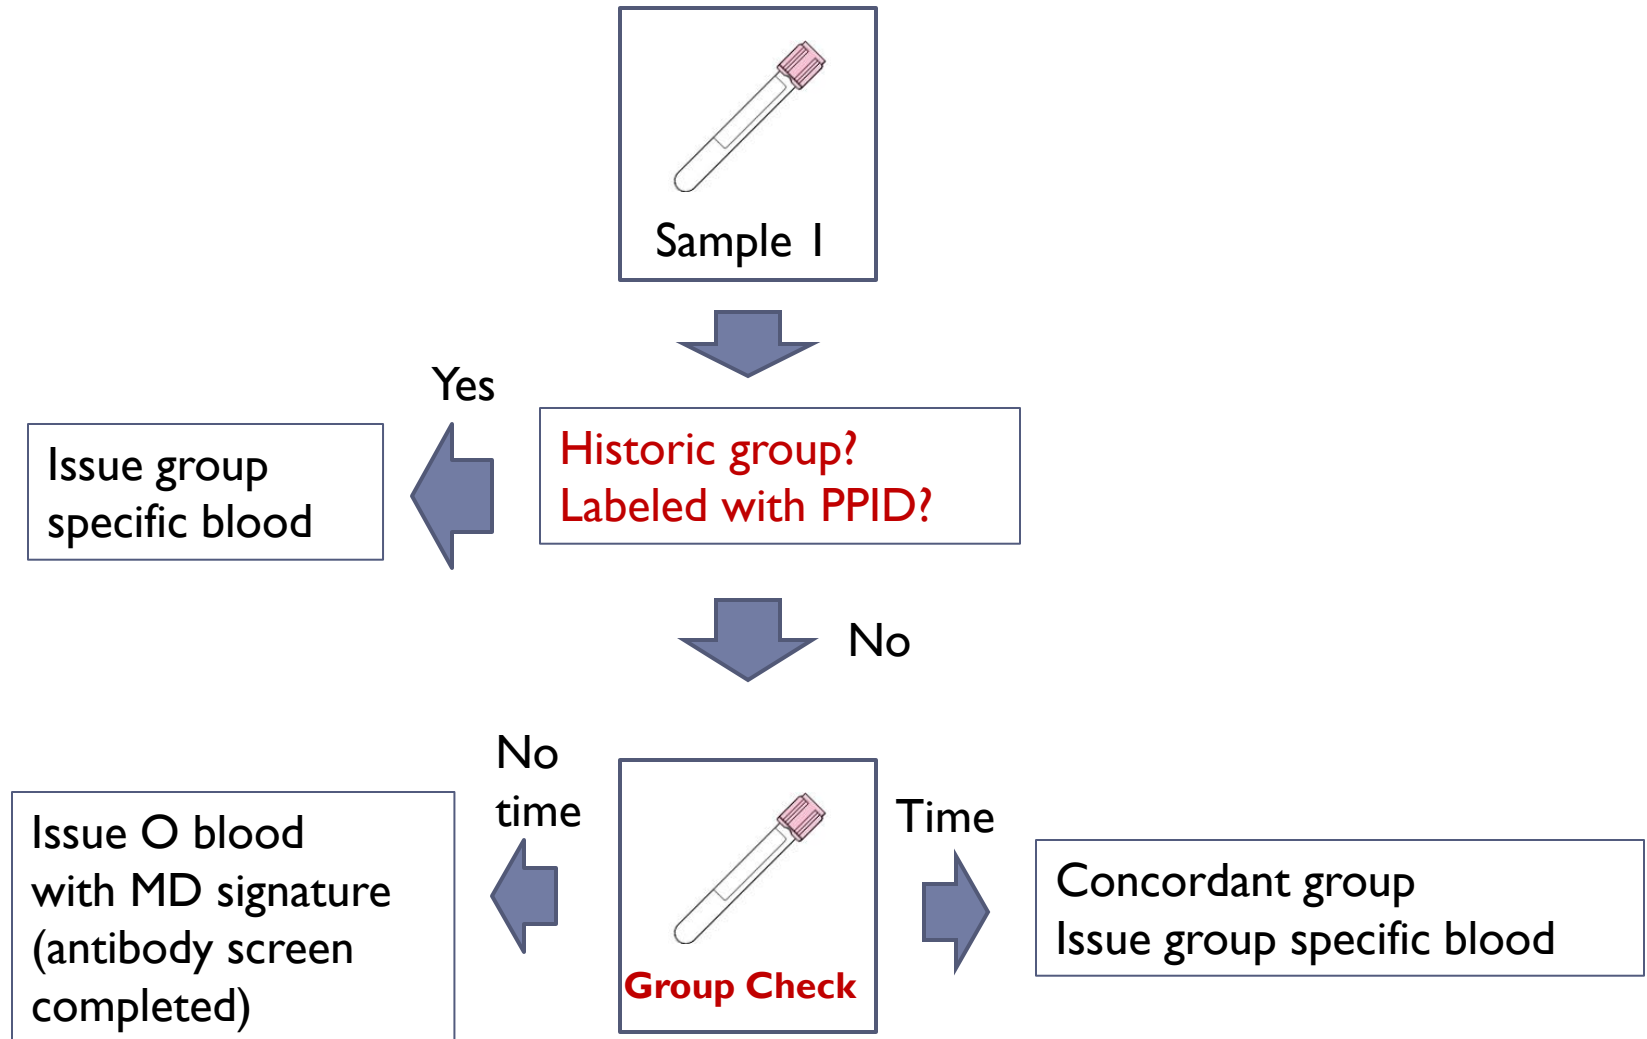 Sample 1
Yes
Historic group?
Labeled with PPID?
Issue group
specific blood
No
No
time
Time
Issue O blood
with MD signature
(antibody screen
completed)
Group Check
Concordant group
Issue group specific blood